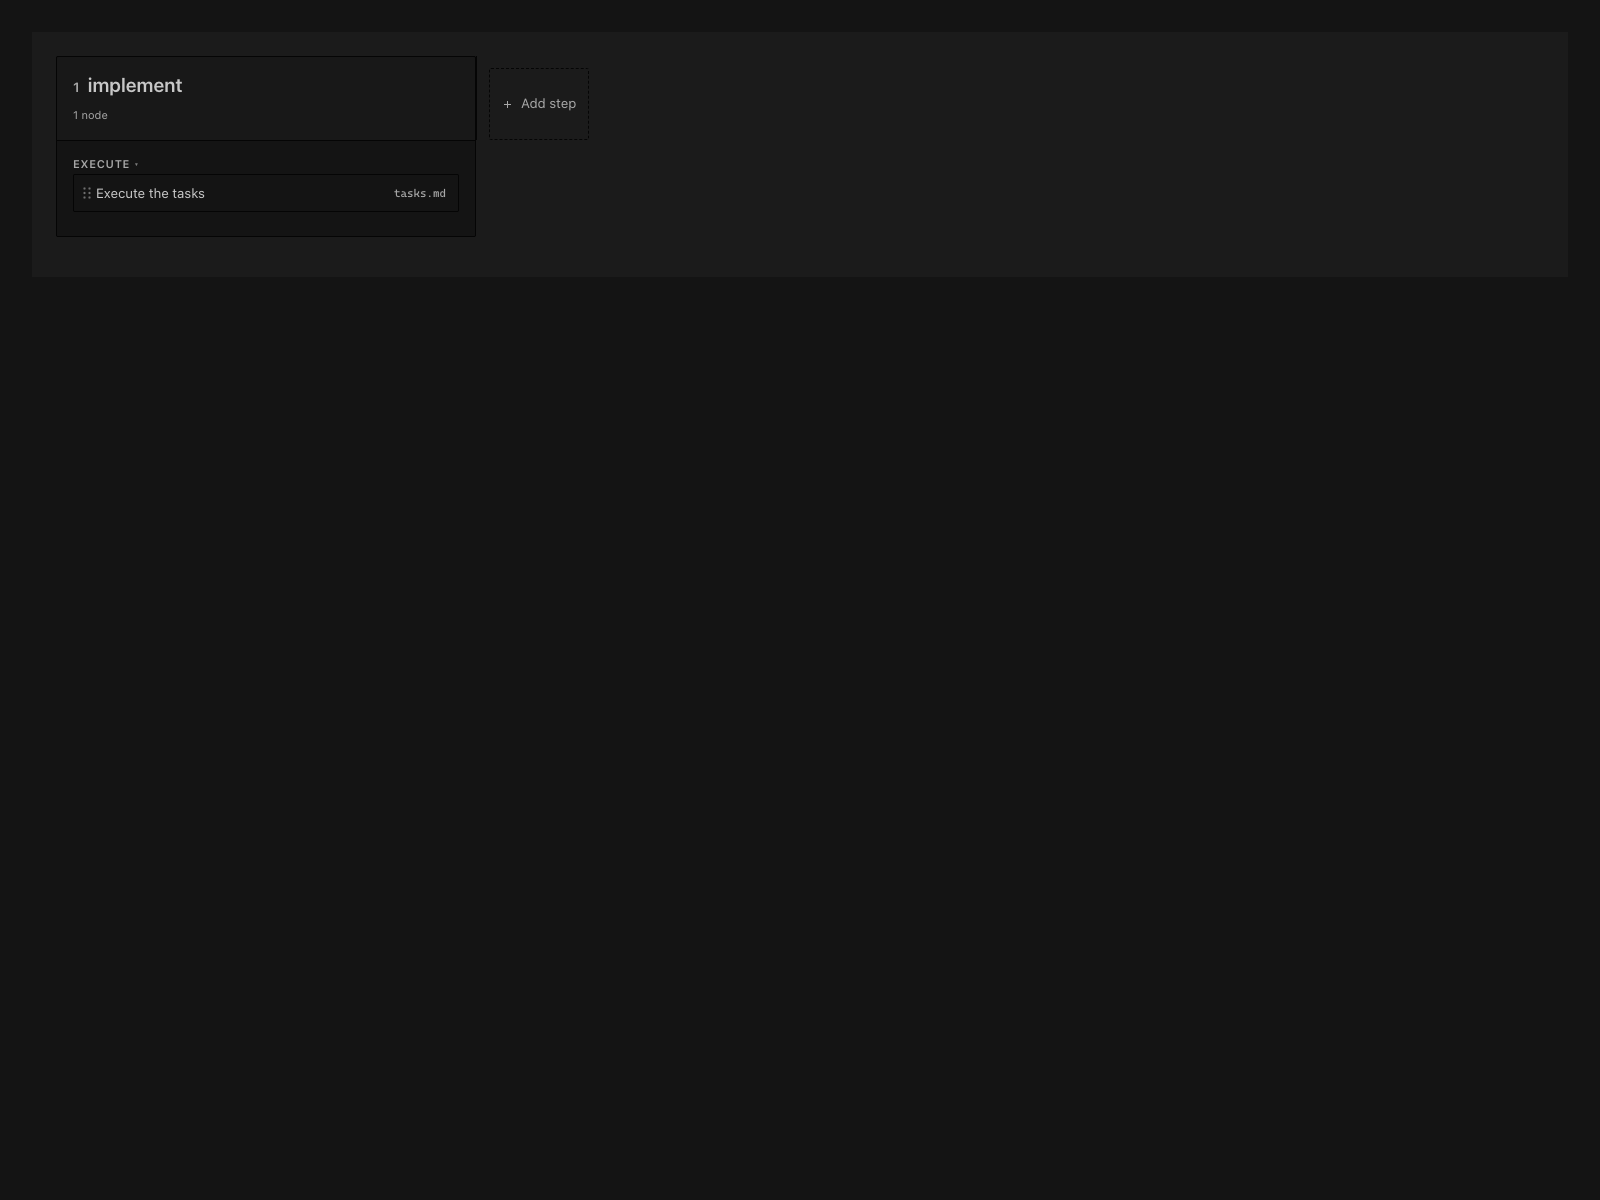 1 implement
1 node
+ Add step
EXECUTE
Execute the tasks
tasks.md